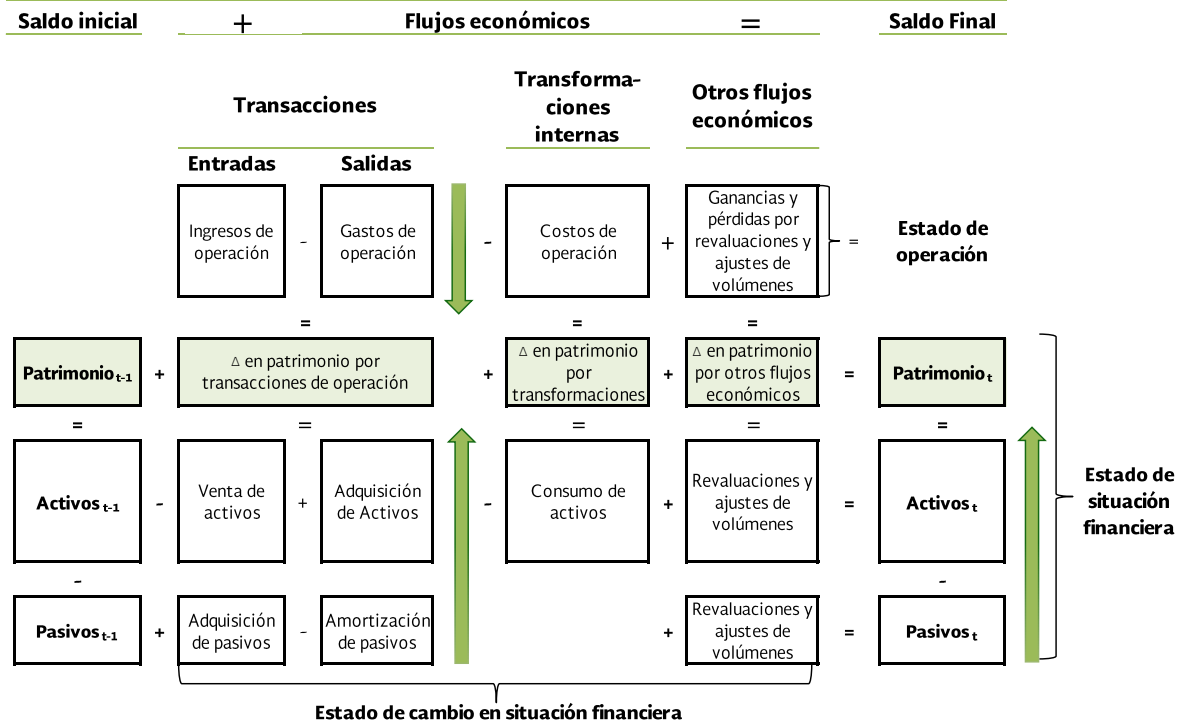 Saldo inicial + Flujos económicos = Saldo Final
Transacciones
Transforma-
ciones
internas
Otros flujos
económicos
Entradas Salidas
Ingresos de
operación
-
Gastos de
operación
-
Costos de
operación
+
Ganancias y
pérdidas por
revaluaciones y
ajustes de
volúmenes
=
Estado de
operación
= = =
Patrimonio t-1
+
Δ en patrimonio por
transacciones de operación
+
Δ en patrimonio
por
transformaciones
+
Δ en patrimonio
por otros flujos
económicos
=
Patrimonio t
= = = = =
Activos t-1
-
Venta de
activos
+
Adquisición
de Activos
-
Consumo de
activos
+
Revaluaciones y
ajustes de
volúmenes
=
Activos t
Estado de
situación
financiera
- -
Pasivos t-1
+
Adquisición
de pasivos
-
Amortización
de pasivos
+
Revaluaciones y
ajustes de
volúmenes
=
Pasivos t
Estado de cambio en situación financiera